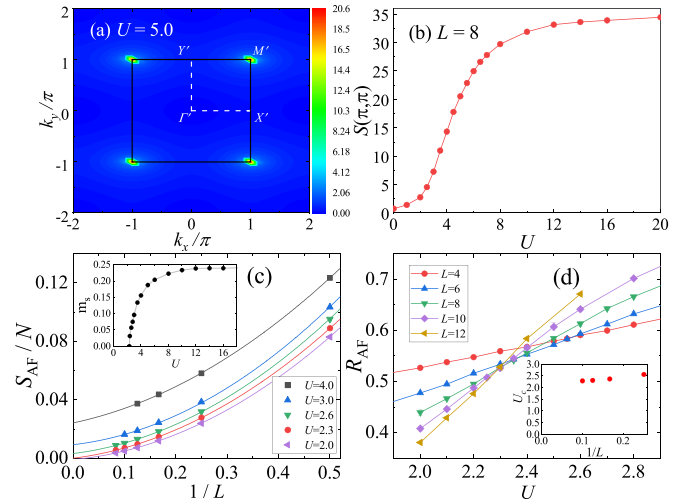 (a) U = 5.0
Y′
M′
Γ′
X′
2
1
0
-1
-2
-2 -1 0 1 2
k_y/π
k_x/π
20.6
18.5
16.5
14.4
12.4
10.3
8.24
6.18
4.12
2.06
0.00
(b) L = 8
S(π,π)
35
30
25
20
15
10
5
0
0 4 8 12 16 20
U
(c)
S_AF / N
0.12
0.08
0.04
0.00
0.0 0.1 0.2 0.3 0.4 0.5
1 / L
m_s
0.25
0.20
0.15
0.10
0.05
0.00
0 4 8 12 16
U
U=4.0
U=3.0
U=2.6
U=2.3
U=2.0
(d)
R_AF
0.7
0.6
0.5
0.4
2.0 2.2 2.4 2.6 2.8
U
L=4
L=6
L=8
L=10
L=12
U_c
3.0
2.5
2.0
1.5
1.0
0.5
0.0
0.0 0.1 0.2
1/L